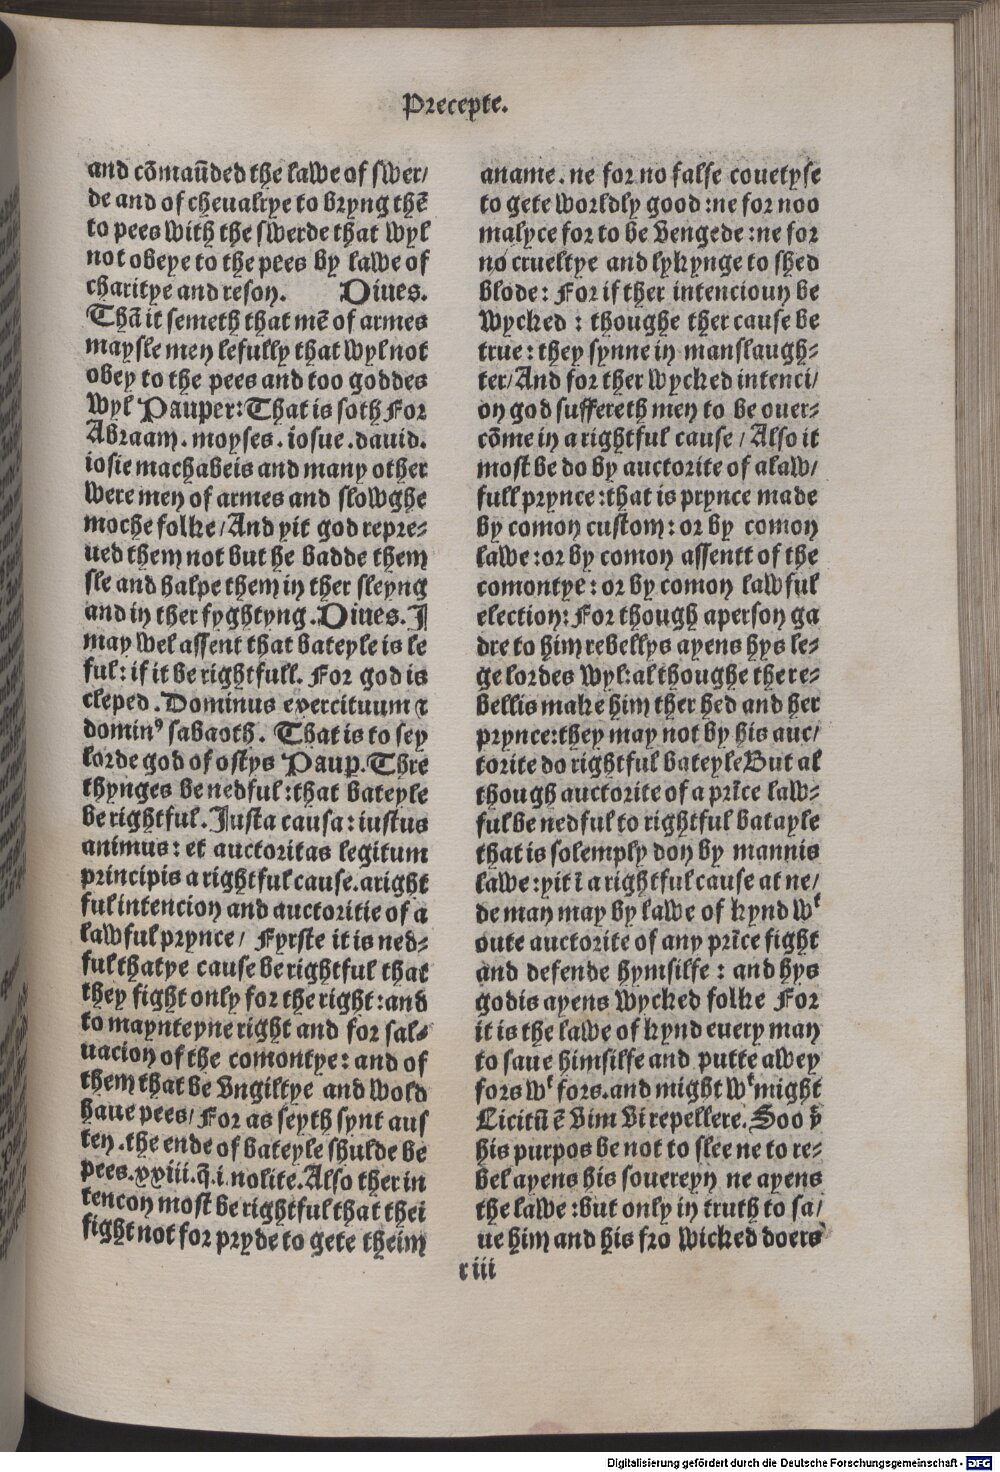 Precepte.
and cōmaūded the lawe of swer/
de and of cheualrye to bryng thē
to pees with the swerde that wyl
not obeye to the pees by lawe of
charitye and reson. Diues.
Thā it semeth that mē of armes
may sle men lefully that wyl not
obey to the pees and too goddes
wyl Pauper: That is soth For
Abraam. moyses. iosue. dauid.
iosie machabeis and many other
were men of armes and slowghe
moche folke/And yit god repre-
ued them not but he badde them
sle and halpe them in ther sleyng
and in ther fyghtyng. Diues. I
may wel assent that bateyle is le
ful: if it be rightfull. For god is
cleped. Dominus exercituum ⁊
dominꝰ sabaoth. That is to sey
lorde god of ostys Paup. Thre
thynges be nedful: that bateyle
be rightful. Iusta causa: iustus
animus: et auctoritas legitum
principis a rightful cause. aright
ful intencion and auctoritie of a
lawful prynce/ Fyrste it is ned-
ful that ye cause be rightful that
they fight only for the right: and
to maynteyne right and for sal-
uacion of the comontye: and of
them that be vngiltye and wold
haue pees/ For as seyth synt aus
ten. the ende of bateyle shulde be
pees. xxiii. q̄. i. nolite. Also ther in
tencon most be rightful that thei
fight not for pryde to gete theim
aname. ne for no false couetyse
to gete worldly good: ne for noo
malyce for to be vengede: ne for
no crueltye and lykynge to shed
blode: For if ther intencioun be
wycked: thoughe ther cause be
true: they synne in manslaugh-
ter/And for ther wycked intenci/
on god suffereth men to be ouer-
cōme in a rightful cause/ Also it
most be do by auctorite of alaw/
full prynce: that is prynce made
by comon custom: or by comon
lawe: or by comon assentt of the
comontye: or by comon lawful
election: For though aperson ga
dre to him rebellys ayens hys le-
ge lordes wyl: al thoughe the re-
bellis make him ther hed and her
prynce: they may not by his auc/
torite do rightful bateyle But al
though auctorite of a prīce law-
ful be nedful to rightful batayle
that is solemply don by mannis
lawe: yit ī a rightful cause at ne/
de man may by lawe of kynd wᵗ
oute auctorite of any prīce fight
and defende hymsilfe: and hys
godis ayens wycked folke For
it is the lawe of kynd euery man
to saue himsilfe and putte awey
fors wᵗ fors. and might wᵗ might
Licitū ē vim vi repellere. Soo yͭ
his purpos be not to slee ne to re-
bel ayens his souereyn ne ayens
the lawe: but only in truth to sa/
ue him and his fro wicked doers
r iii
Digitalisierung gefördert durch die Deutsche Forschungsgemeinschaft - DFG